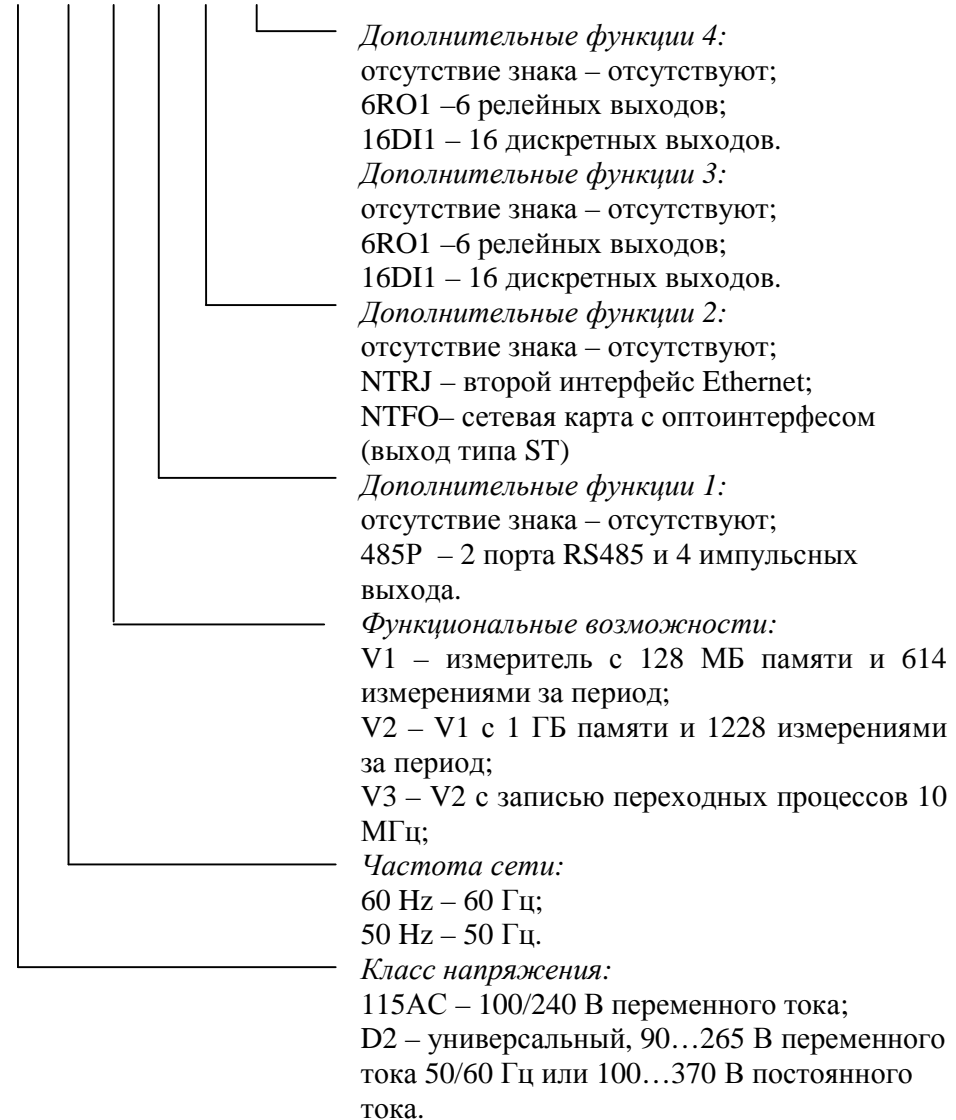 Дополнительные функции 4:
отсутствие знака – отсутствуют;
6RO1 –6 релейных выходов;
16DI1 – 16 дискретных выходов.
Дополнительные функции 3:
отсутствие знака – отсутствуют;
6RO1 –6 релейных выходов;
16DI1 – 16 дискретных выходов.
Дополнительные функции 2:
отсутствие знака – отсутствуют;
NTRJ – второй интерфейс Ethernet;
NTFO– сетевая карта с оптоинтерфесом
(выход типа ST)
Дополнительные функции 1:
отсутствие знака – отсутствуют;
485P – 2 порта RS485 и 4 импульсных
выхода.
Функциональные возможности:
V1 – измеритель с 128 МБ памяти и 614
измерениями за период;
V2 – V1 с 1 ГБ памяти и 1228 измерениями
за период;
V3 – V2 с записью переходных процессов 10
МГц;
Частота сети:
60 Hz – 60 Гц;
50 Hz – 50 Гц.
Класс напряжения:
115AC – 100/240 В переменного тока;
D2 – универсальный, 90…265 В переменного
тока 50/60 Гц или 100…370 В постоянного
тока.